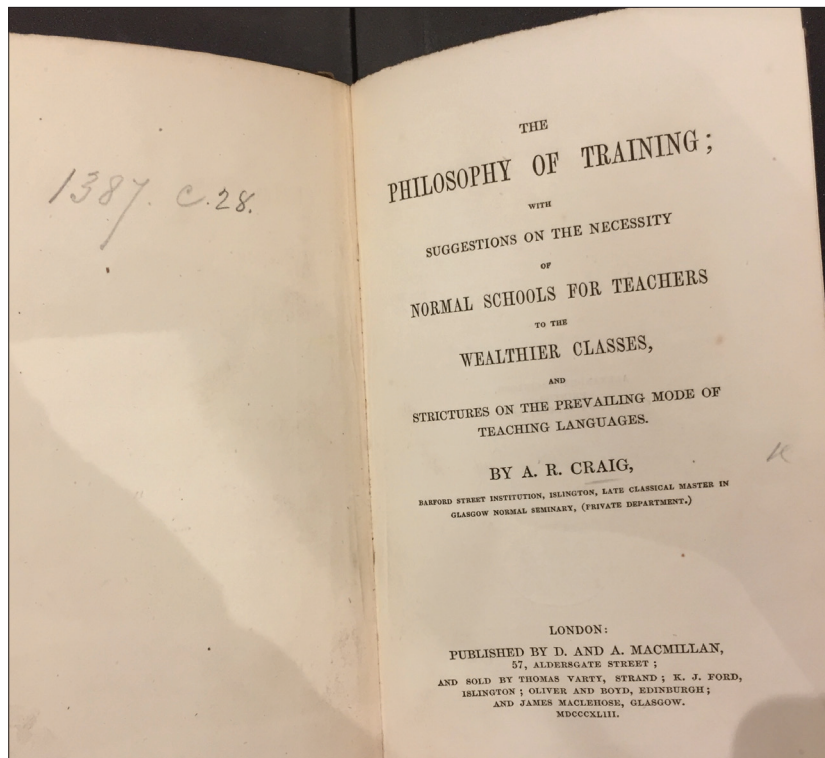 1387. c.28.
THE
PHILOSOPHY OF TRAINING;
WITH
SUGGESTIONS ON THE NECESSITY
OF
NORMAL SCHOOLS FOR TEACHERS
TO THE
WEALTHIER CLASSES,
AND
STRICTURES ON THE PREVAILING MODE OF
TEACHING LANGUAGES.
BY A. R. CRAIG,
BARFORD STREET INSTITUTION, ISLINGTON, LATE CLASSICAL MASTER IN
GLASGOW NORMAL SEMINARY, (PRIVATE DEPARTMENT.)
LONDON:
PUBLISHED BY D. AND A. MACMILLAN,
57, ALDERSGATE STREET;
AND SOLD BY THOMAS VARTY, STRAND; K. J. FORD,
ISLINGTON; OLIVER AND BOYD, EDINBURGH;
AND JAMES MACLEHOSE, GLASGOW.
MDCCCXLIII.